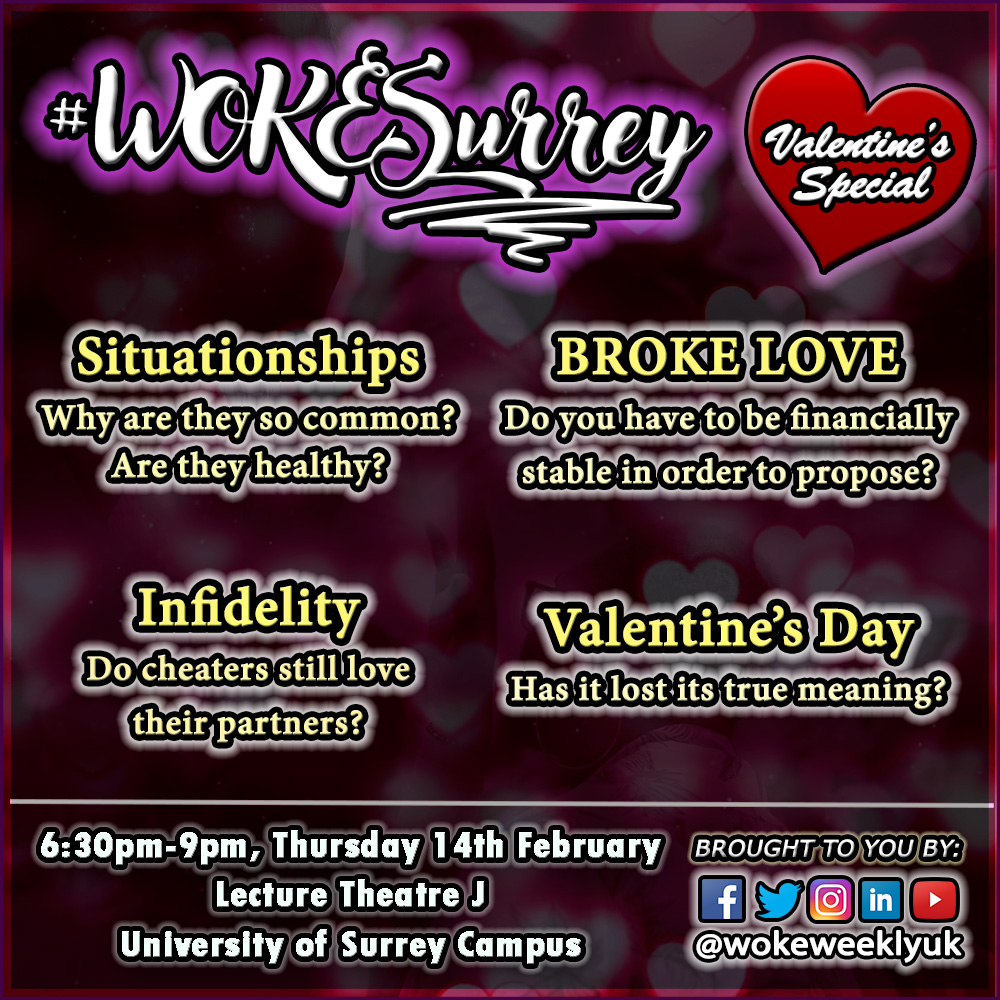 #WOKESurrey
Valentine's
Special
Situationships
Why are they so common?
Are they healthy?
BROKE LOVE
Do you have to be financially
stable in order to propose?
Infidelity
Do cheaters still love
their partners?
Valentine's Day
Has it lost its true meaning?
6:30pm-9pm, Thursday 14th February
Lecture Theatre J
University of Surrey Campus
BROUGHT TO YOU BY:
@wokeweeklyuk